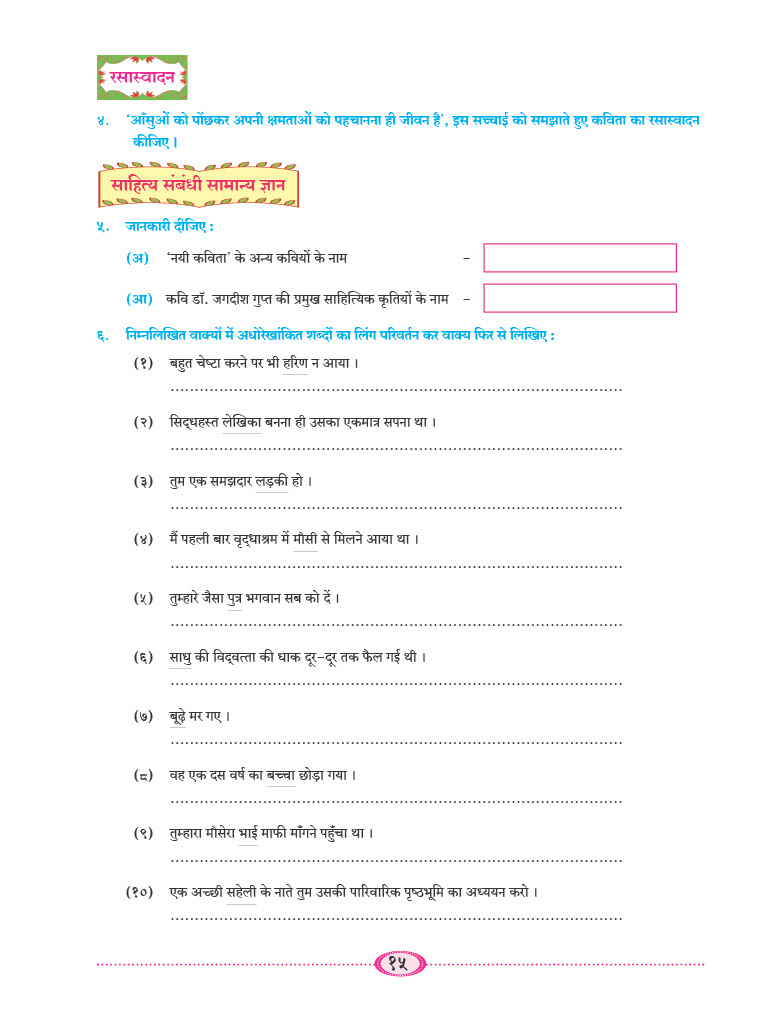 रसास्वादन
४. ‘आँसुओं को पोंछकर अपनी क्षमताओं को पहचानना ही जीवन है’, इस सच्चाई को समझाते हुए कविता का रसास्वादन
कीजिए ।
साहित्य संबंधी सामान्य ज्ञान
५. जानकारी दीजिए :
(अ) ‘नयी कविता’ के अन्य कवियों के नाम –
(आ) कवि डॉ. जगदीश गुप्त की प्रमुख साहित्यिक कृतियों के नाम –
६. निम्नलिखित वाक्यों में अधोरेखांकित शब्दों का लिंग परिवर्तन कर वाक्य फिर से लिखिए :
(१) बहुत चेष्टा करने पर भी हरिण न आया ।
(२) सिद्धहस्त लेखिका बनना ही उसका एकमात्र सपना था ।
(३) तुम एक समझदार लड़की हो ।
(४) मैं पहली बार वृद्धाश्रम में मौसी से मिलने आया था ।
(५) तुम्हारे जैसा पुत्र भगवान सब को दें ।
(६) साधु की विद्वत्ता की धाक दूर-दूर तक फैल गई थी ।
(७) बूढ़े मर गए ।
(८) वह एक दस वर्ष का बच्चा छोड़ा गया ।
(९) तुम्हारा मौसेरा भाई माफी माँगने पहुँचा था ।
(१०) एक अच्छी सहेली के नाते तुम उसकी पारिवारिक पृष्ठभूमि का अध्ययन करो ।
१५